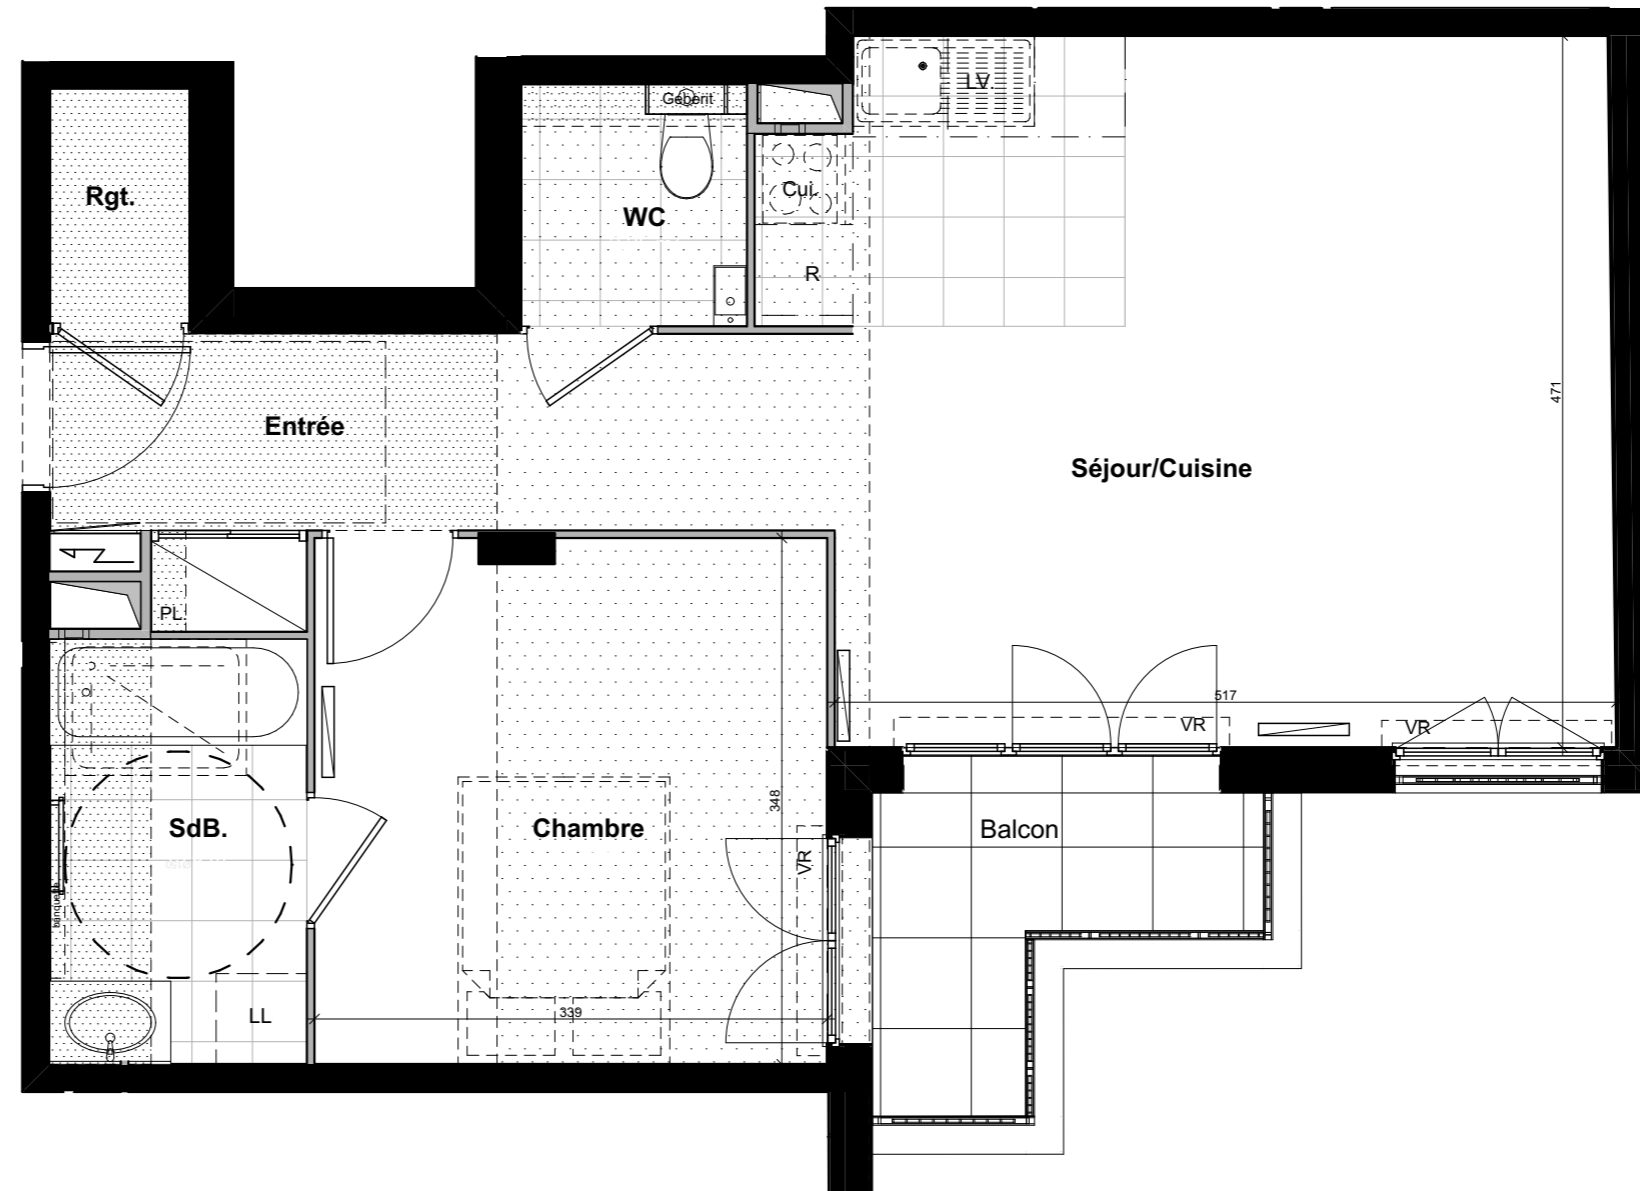 Geberit
LV.
Rgt.
Cui.
WC
R
471
Entrée
Séjour/Cuisine
PL
517
VR
VR
348
SdB.
Chambre
Balcon
VR
banquette
339
LL